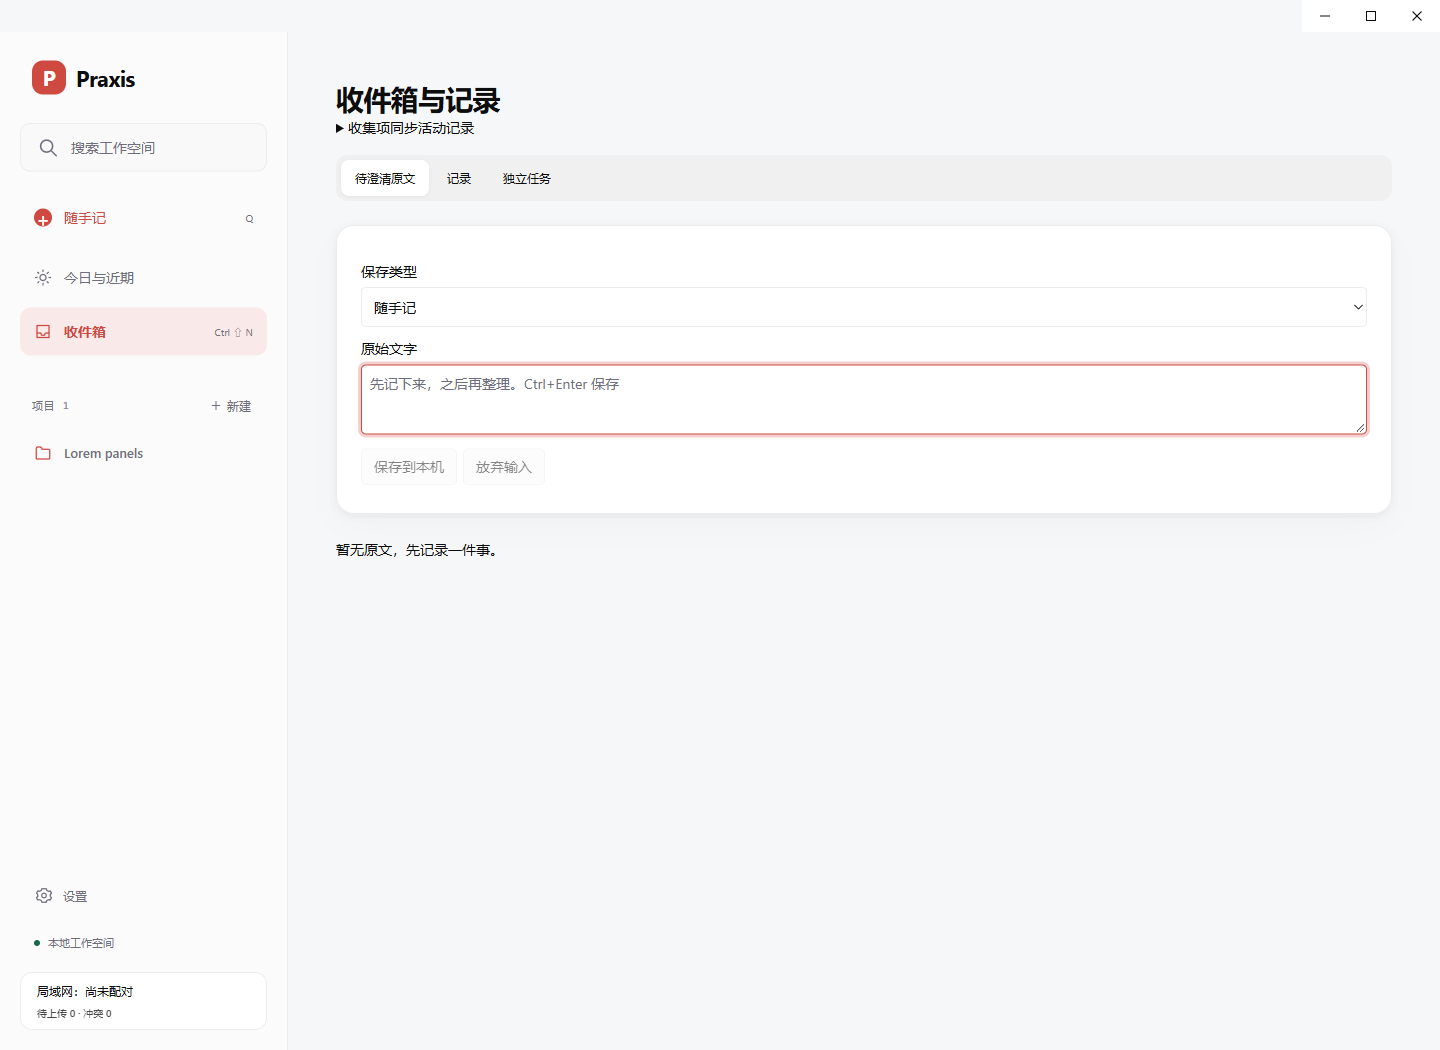 P Praxis
搜索工作空间
随手记 Q
今日与近期
收件箱 Ctrl ⇧ N
项目 1 + 新建
Lorem panels
设置
本地工作空间
局域网：尚未配对
待上传 0 · 冲突 0
收件箱与记录
▶ 收集项同步活动记录
待澄清原文 记录 独立任务
保存类型
随手记
原始文字
先记下来，之后再整理。Ctrl+Enter 保存
保存到本机 放弃输入
暂无原文，先记录一件事。